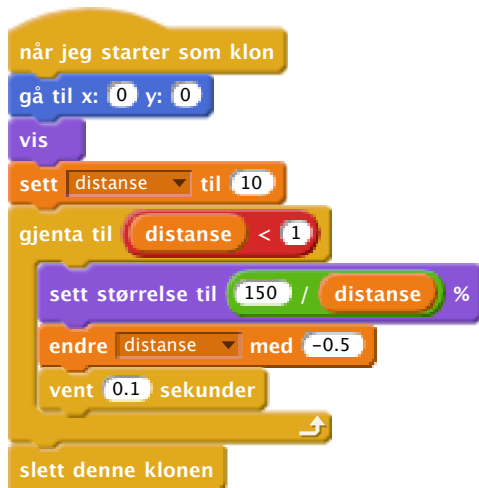 når jeg starter som klon
gå til x: 0 y: 0
vis
sett distanse til 10
gjenta til distanse < 1
sett størrelse til 150 / distanse %
endre distanse med -0.5
vent 0.1 sekunder
slett denne klonen